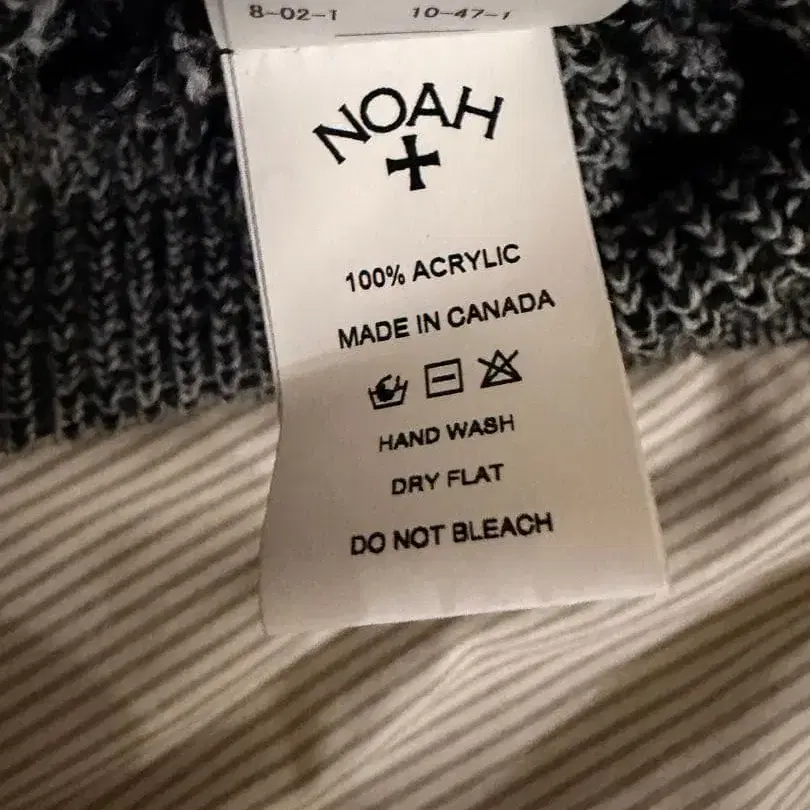 8-02-1 10-47-1
NOAH
100% ACRYLIC
MADE IN CANADA
HAND WASH
DRY FLAT
DO NOT BLEACH